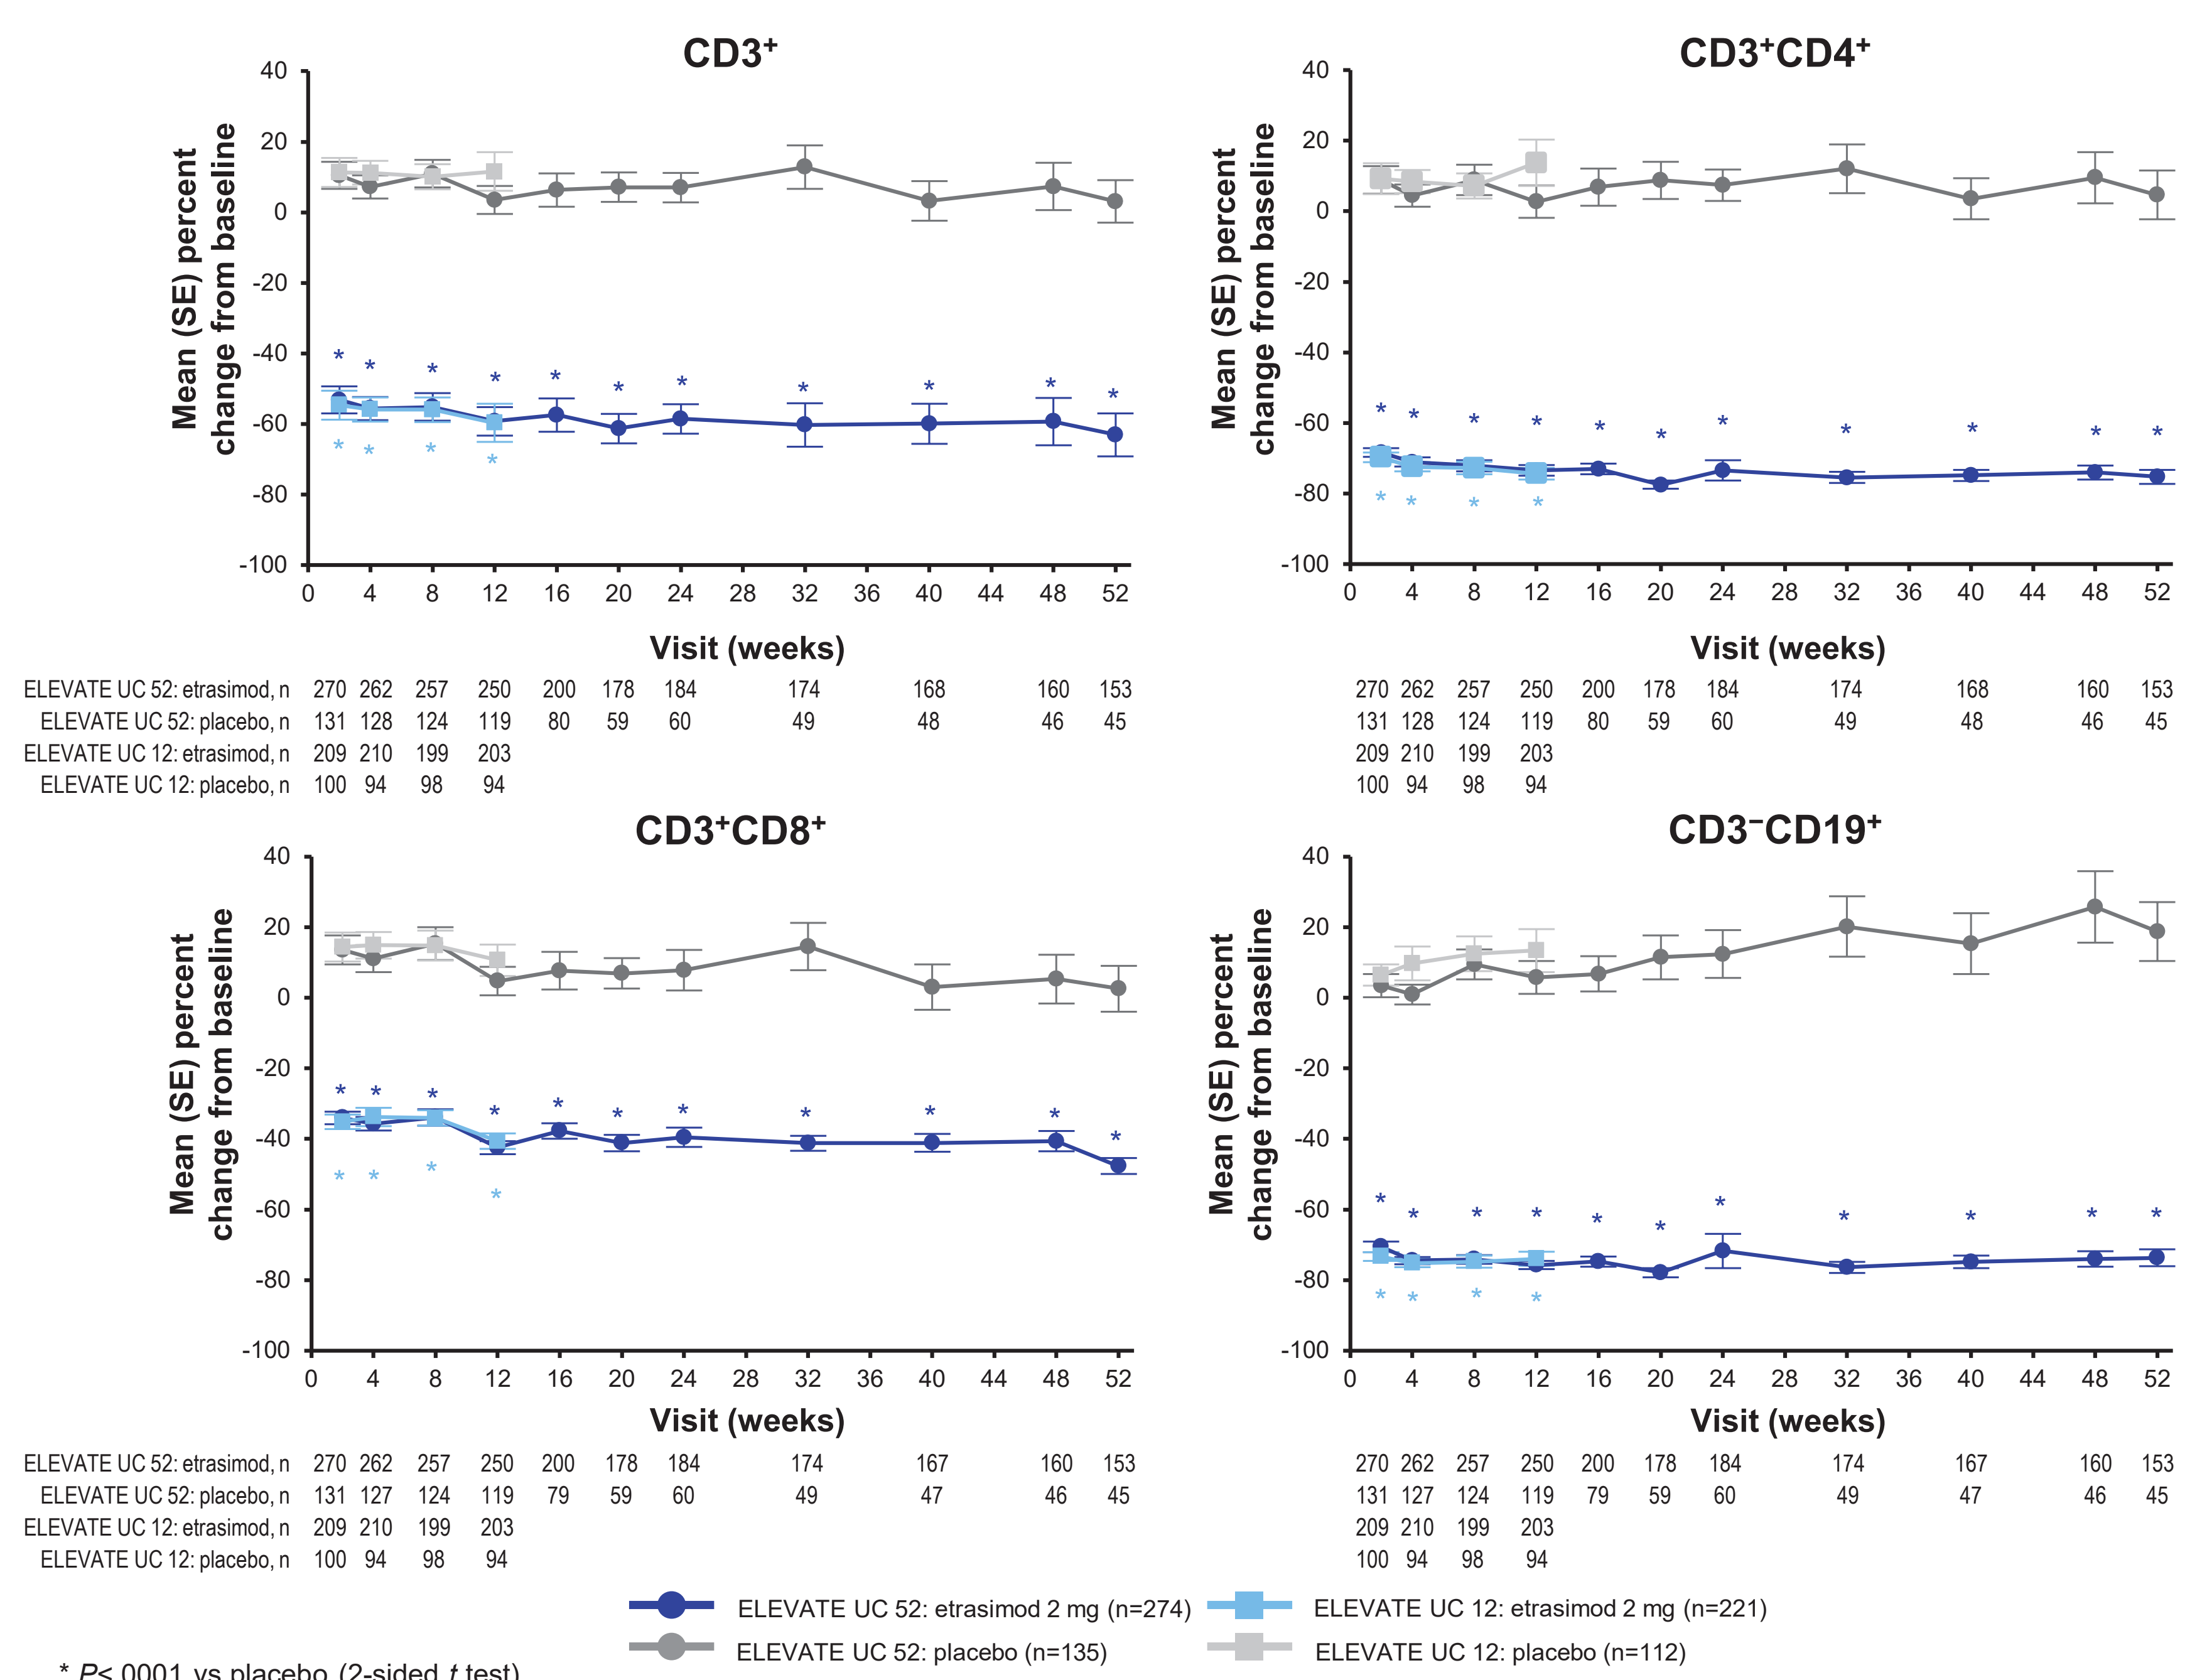 CD3⁺
Mean (SE) percent
change from baseline
40
20
0
-20
-40
-60
-80
-100
* * * * * * * * * * *
* * * *
0 4 8 12 16 20 24 28 32 36 40 44 48 52
Visit (weeks)
ELEVATE UC 52: etrasimod, n 270 262 257 250 200 178 184 174 168 160 153
ELEVATE UC 52: placebo, n 131 128 124 119 80 59 60 49 48 46 45
ELEVATE UC 12: etrasimod, n 209 210 199 203
ELEVATE UC 12: placebo, n 100 94 98 94
CD3⁺CD4⁺
Mean (SE) percent
change from baseline
40
20
0
-20
-40
-60
-80
-100
* * * * * * * * * * *
* * * *
0 4 8 12 16 20 24 28 32 36 40 44 48 52
Visit (weeks)
270 262 257 250 200 178 184 174 168 160 153
131 128 124 119 80 59 60 49 48 46 45
209 210 199 203
100 94 98 94
CD3⁺CD8⁺
Mean (SE) percent
change from baseline
40
20
0
-20
-40
-60
-80
-100
* * * * * * * * * * *
* * * *
0 4 8 12 16 20 24 28 32 36 40 44 48 52
Visit (weeks)
ELEVATE UC 52: etrasimod, n 270 262 257 250 200 178 184 174 167 160 153
ELEVATE UC 52: placebo, n 131 127 124 119 79 59 60 49 47 46 45
ELEVATE UC 12: etrasimod, n 209 210 199 203
ELEVATE UC 12: placebo, n 100 94 98 94
CD3⁻CD19⁺
Mean (SE) percent
change from baseline
40
20
0
-20
-40
-60
-80
-100
* * * * * * * * * * *
* * * *
0 4 8 12 16 20 24 28 32 36 40 44 48 52
Visit (weeks)
270 262 257 250 200 178 184 174 167 160 153
131 127 124 119 79 59 60 49 47 46 45
209 210 199 203
100 94 98 94
ELEVATE UC 52: etrasimod 2 mg (n=274) ELEVATE UC 12: etrasimod 2 mg (n=221)
ELEVATE UC 52: placebo (n=135) ELEVATE UC 12: placebo (n=112)
* P<.0001 vs placebo (2-sided t test)